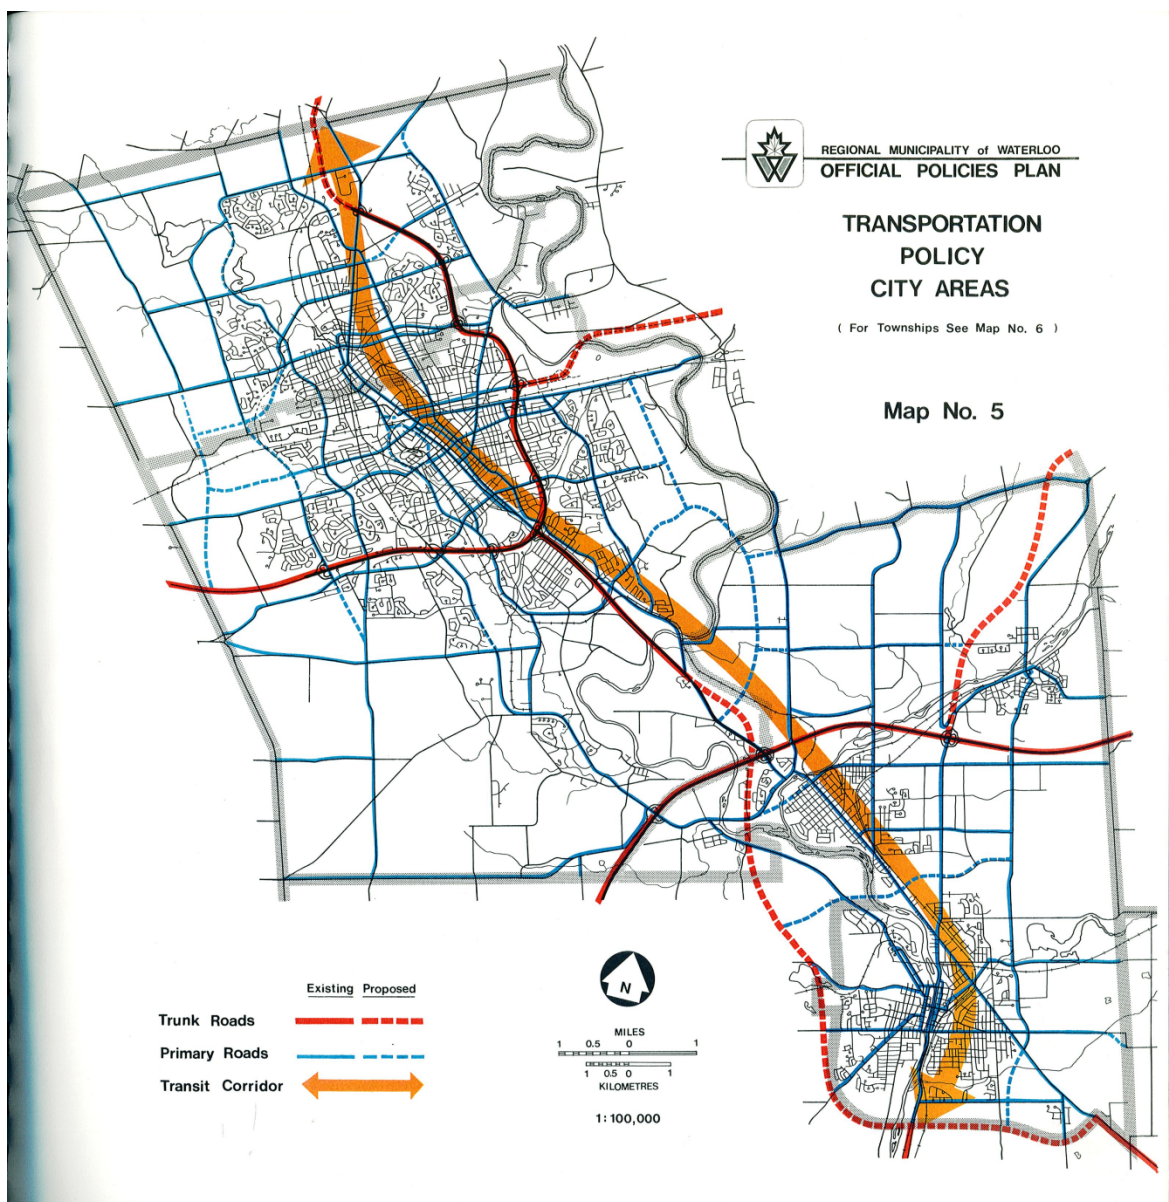 REGIONAL MUNICIPALITY of WATERLOO
OFFICIAL POLICIES PLAN
TRANSPORTATION
POLICY
CITY AREAS
( For Townships See Map No. 6 )
Map No. 5
Existing Proposed
Trunk Roads
Primary Roads
Transit Corridor
N
MILES
1 0.5 0 1
1 0.5 0 1
KILOMETRES
1:100,000